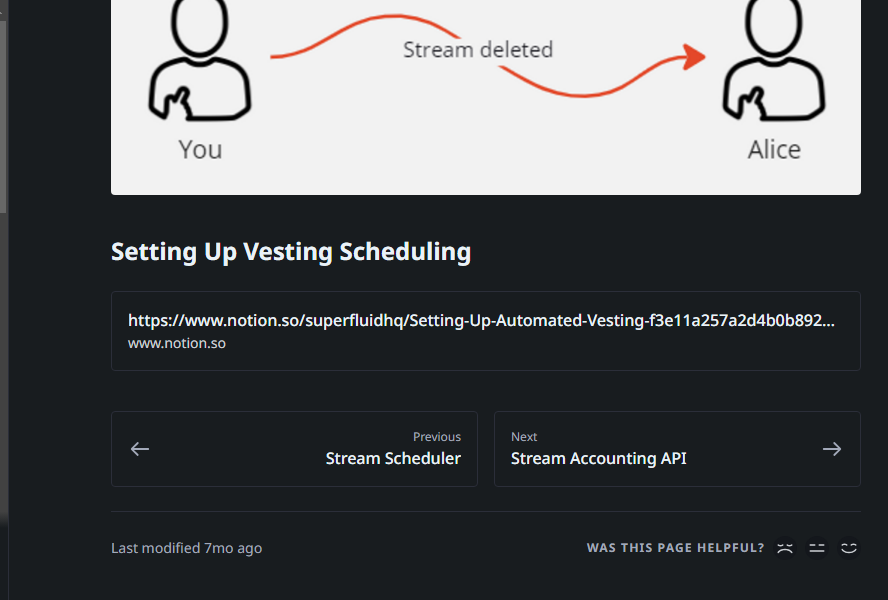 Stream deleted
You
Alice
Setting Up Vesting Scheduling
https://www.notion.so/superfluidhq/Setting-Up-Automated-Vesting-f3e11a257a2d4b0b892...
www.notion.so
Previous
Stream Scheduler
Next
Stream Accounting API
Last modified 7mo ago
WAS THIS PAGE HELPFUL?